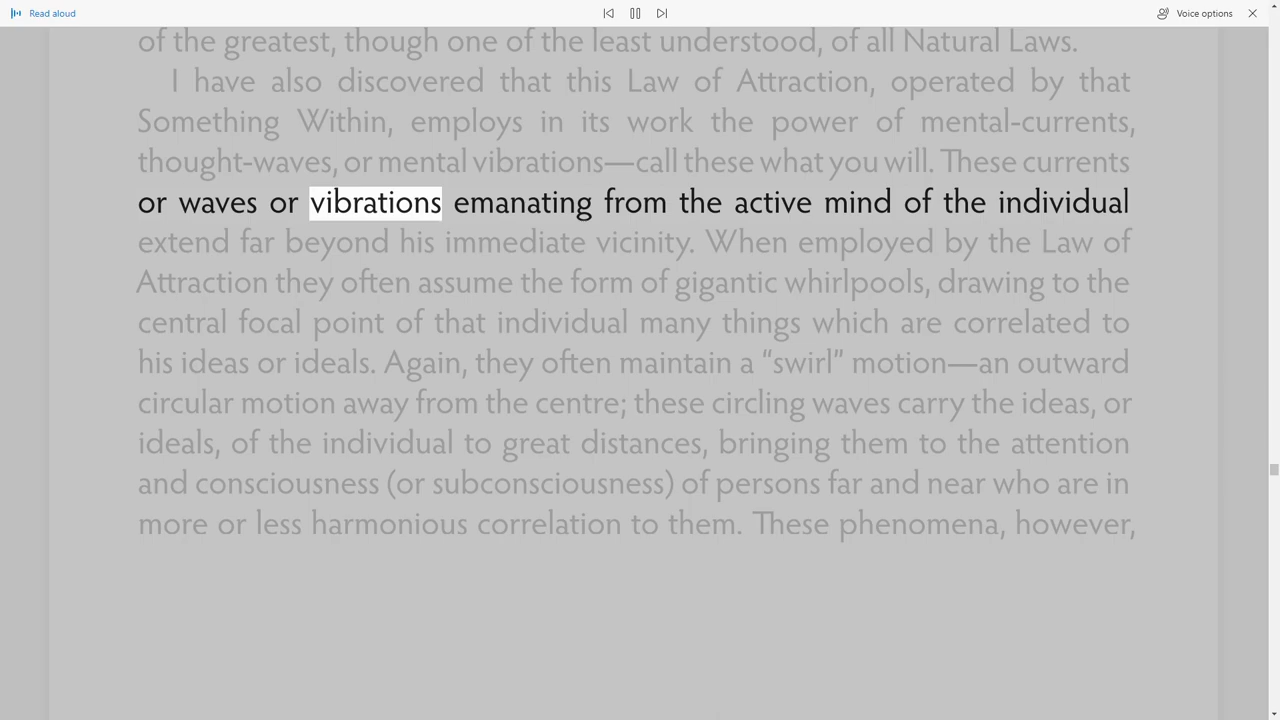 Read aloud
Voice options
of the greatest, though one of the least understood, of all Natural Laws.
I have also discovered that this Law of Attraction, operated by that
Something Within, employs in its work the power of mental-currents,
thought-waves, or mental vibrations—call these what you will. These currents
or waves or vibrations emanating from the active mind of the individual
extend far beyond his immediate vicinity. When employed by the Law of
Attraction they often assume the form of gigantic whirlpools, drawing to the
central focal point of that individual many things which are correlated to
his ideas or ideals. Again, they often maintain a "swirl" motion—an outward
circular motion away from the centre; these circling waves carry the ideas, or
ideals, of the individual to great distances, bringing them to the attention
and consciousness (or subconsciousness) of persons far and near who are in
more or less harmonious correlation to them. These phenomena, however,